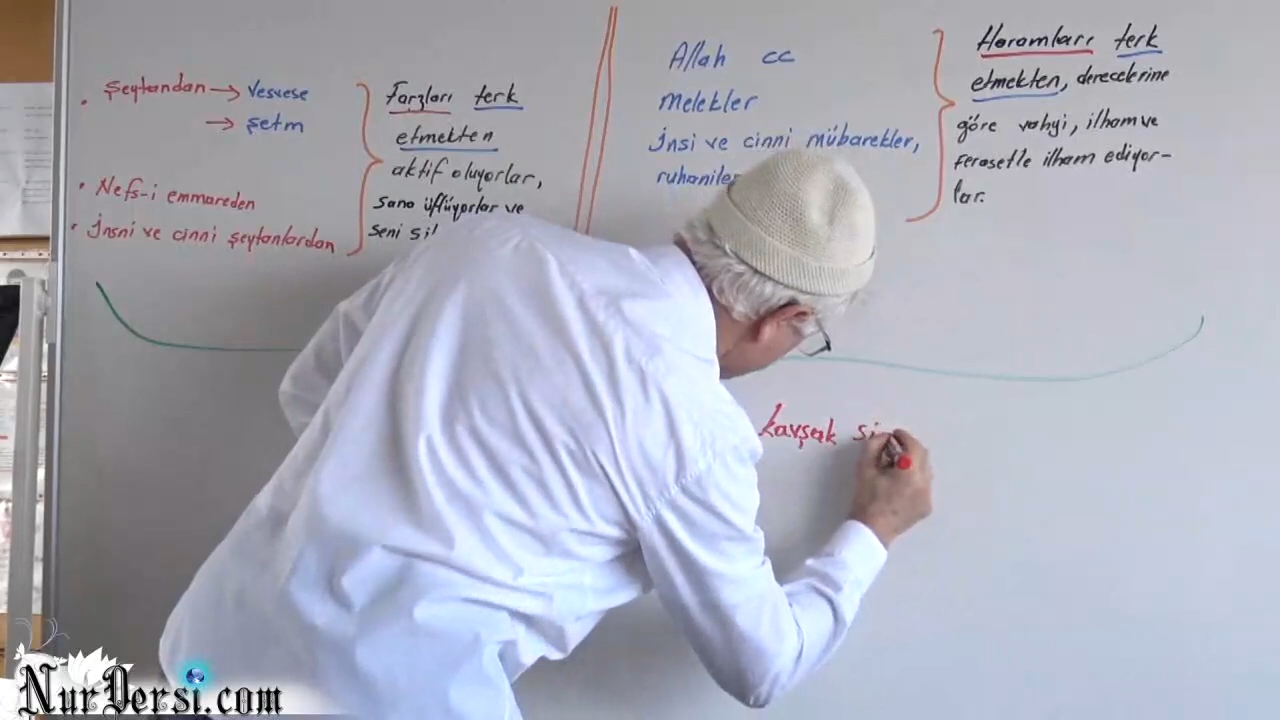 Şeytandan → Vesvese
→ şetm
Nefs-i emmareden
İnsni ve cinni şeytanlardan
Farzları terk
etmekten
aktif oluyorlar,
sana üflüyorlar ve
seni
Allah cc
Melekler
İnsi ve cinni mübarekler,
ruhaniler
Haramları terk
etmekten, derecelerine
göre vahyi, ilham ve
ferasetle ilham ediyor-
lar.
kavşak si
NurDersi.com